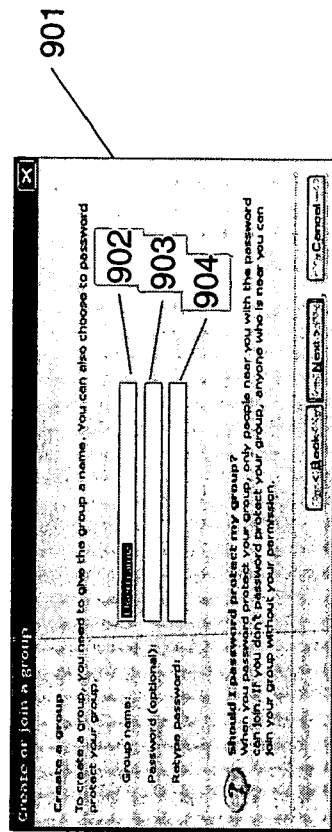 901
Create or join a group
Create a group
To create a group, you need to give the group a name. You can also choose to password
protect your group.
Group name: Username
Password (optional):
Retype password:
902
903
904
Should I password protect my group?
When you password protect your group, only people near you with the password
can join. If you don't password protect your group, anyone who is near you can
join your group without your permission.
< Back
Next >
Cancel